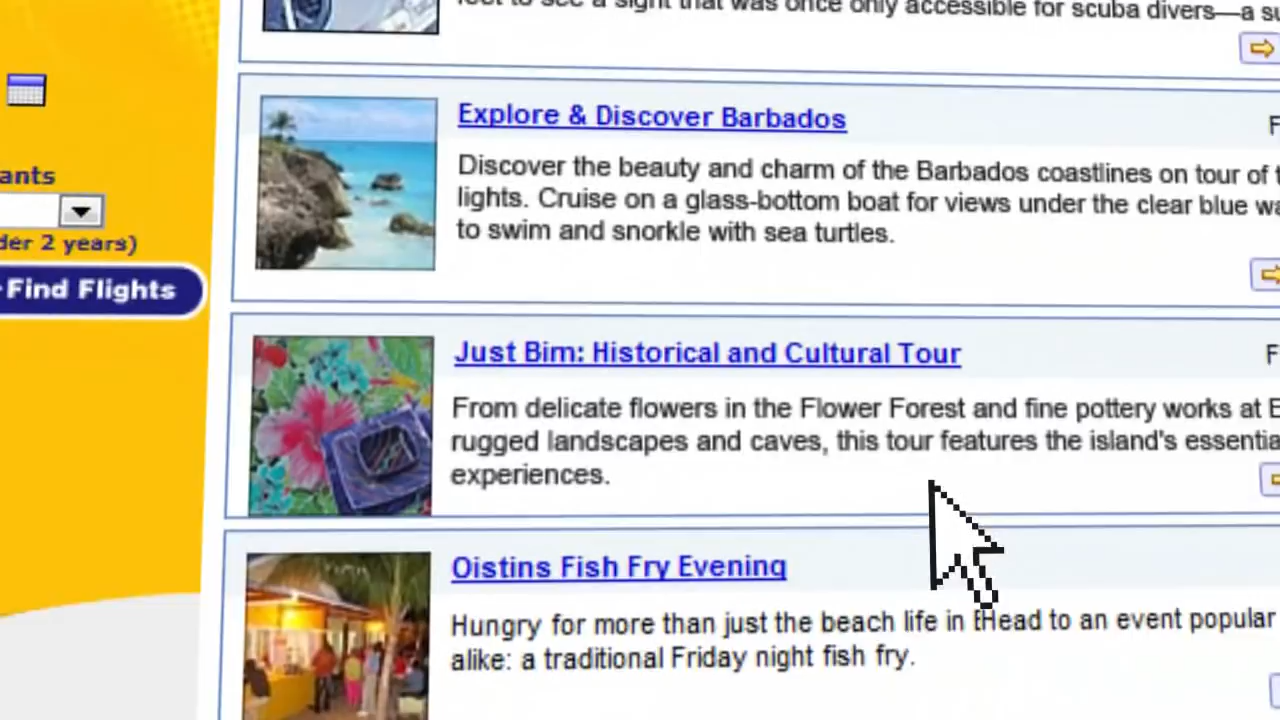 feet to see a sight that was once only accessible for scuba divers—a
Explore & Discover Barbados
Discover the beauty and charm of the Barbados coastlines on tour of
lights. Cruise on a glass-bottom boat for views under the clear blue
to swim and snorkle with sea turtles.
ants
der 2 years)
Find Flights
Just Bim: Historical and Cultural Tour
From delicate flowers in the Flower Forest and fine pottery works at
rugged landscapes and caves, this tour features the island's
experiences.
Oistins Fish Fry Evening
Hungry for more than just the beach life in Head to an event popular
alike: a traditional Friday night fish fry.